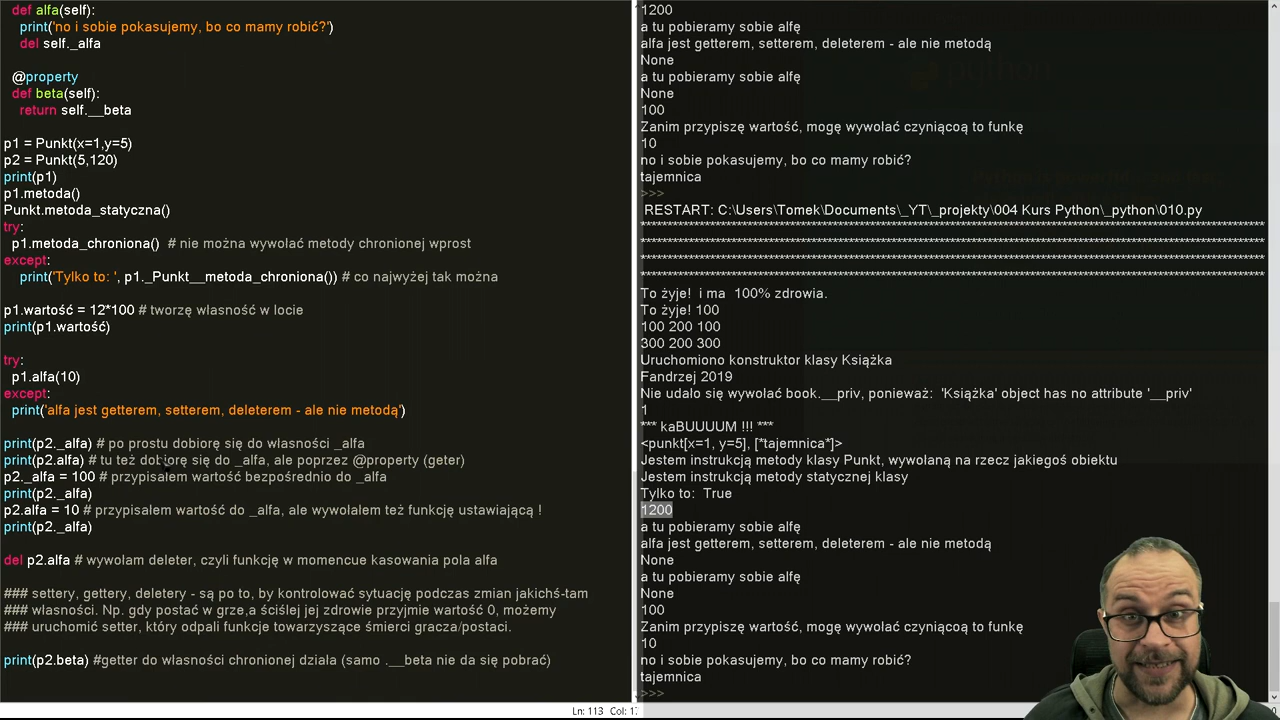 def alfa(self):
print('no i sobie pokasujemy, bo co mamy robić?')
del self._alfa
@property
def beta(self):
return self.__beta
p1 = Punkt(x=1,y=5)
p2 = Punkt(5,120)
print(p1)
p1.metoda()
Punkt.metoda_statyczna()
try:
p1.metoda_chroniona()  # nie można wywolać metody chronionej wprost
except:
print('Tylko to: ', p1._Punkt__metoda_chroniona()) # co najwyżej tak można
p1.wartość = 12*100 # tworzę wlasność w locie
print(p1.wartość)
try:
p1.alfa(10)
except:
print('alfa jest getterem, setterem, deleterem - ale nie metodą')
print(p2._alfa) # po prostu dobiorę się do wlasności _alfa
print(p2.alfa) # tu też dobiorę się do _alfa, ale poprzez @property (geter)
p2._alfa = 100 # przypisałem wartość bezpośrednio do _alfa
print(p2._alfa)
p2.alfa = 10 # przypisałem wartość do _alfa, ale wywolalem też funkcję ustawiającą !
print(p2._alfa)
del p2.alfa # wywołam deleter, czyli funkcję w momencue kasowania pola alfa
### settery, gettery, deletery - są po to, by kontrolować sytuację podczas zmian jakichś-tam
### własności. Np. gdy postać w grze,a ściślej jej zdrowie przyjmie wartość 0, możemy
### uruchomić setter, który odpali funkcje towarzyszące śmierci gracza/postaci.
print(p2.beta) #getter do wlasności chronionej dziala (samo .__beta nie da się pobrać)
Ln: 113 Col: 1
1200
a tu pobieramy sobie alfę
alfa jest getterem, setterem, deleterem - ale nie metodą
None
a tu pobieramy sobie alfę
None
100
Zanim przypiszę wartość, mogę wywołać czyniącoą to funkę
10
no i sobie pokasujemy, bo co mamy robić?
tajemnica
>>>
RESTART: C:\Users\Tomek\Documents\_YT\_projekty\004 Kurs Python\_python\010.py
To żyje!  i ma  100% zdrowia.
To żyje! 100
100 200 100
300 200 300
Uruchomiono konstruktor klasy Książka
Fandrzej 2019
Nie udalo się wywołać book.__priv, ponieważ:  'Książka' object has no attribute '__priv'
1
*** kaBUUUUM !!! ***
<punkt[x=1, y=5], [*tajemnica*]>
Jestem instrukcją metody klasy Punkt, wywołaną na rzecz jakiegoś obiektu
Jestem instrukcją metody statycznej klasy
Tylko to:  True
1200
a tu pobieramy sobie alfę
alfa jest getterem, setterem, deleterem - ale nie metodą
None
a tu pobieramy sobie alfę
None
100
Zanim przypiszę wartość, mogę wywołać czyniącoą to funkę
10
no i sobie pokasujemy, bo co mamy robić?
tajemnica
>>>